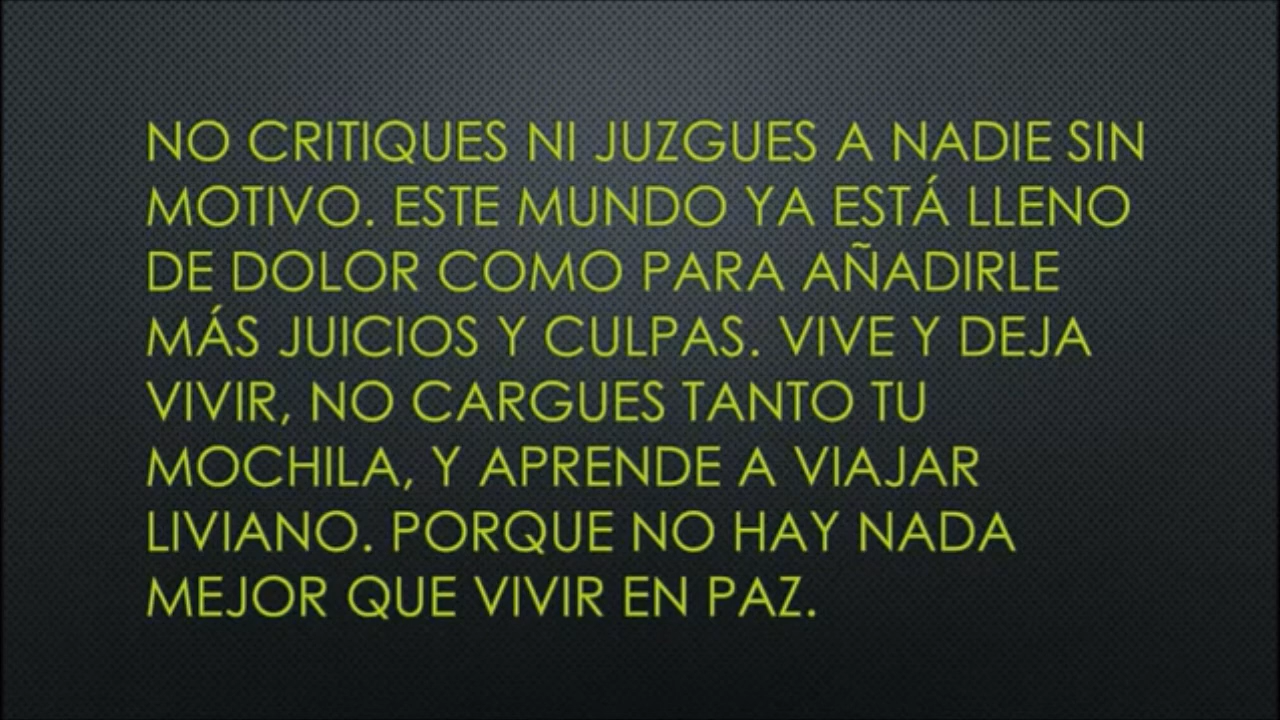 NO CRITIQUES NI JUZGUES A NADIE SIN
MOTIVO. ESTE MUNDO YA ESTÁ LLENO
DE DOLOR COMO PARA AÑADIRLE
MÁS JUICIOS Y CULPAS. VIVE Y DEJA
VIVIR, NO CARGUES TANTO TU
MOCHILA, Y APRENDE A VIAJAR
LIVIANO. PORQUE NO HAY NADA
MEJOR QUE VIVIR EN PAZ.